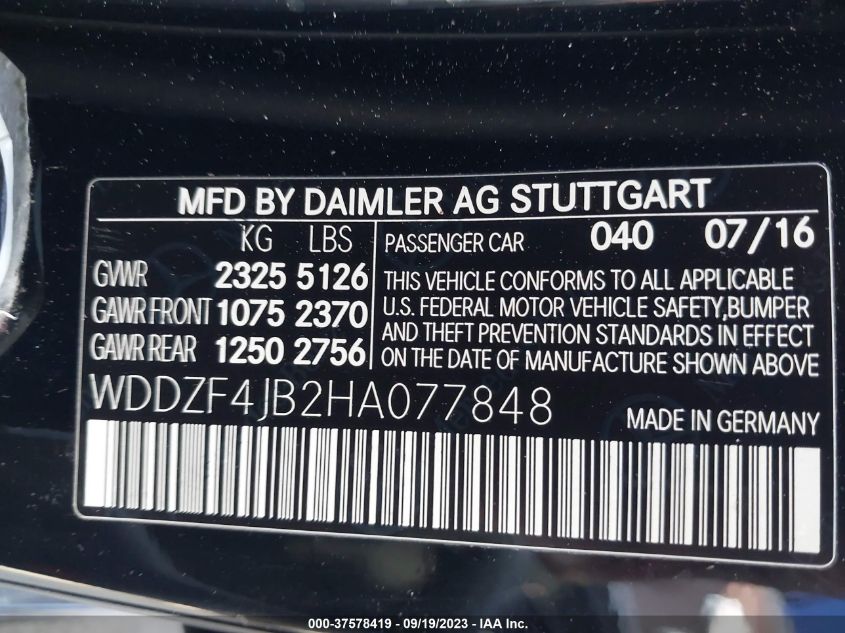 MFD BY DAIMLER AG STUTTGART
KG LBS PASSENGER CAR 040 07/16
GVWR 2325 5126
GAWR FRONT 1075 2370
GAWR REAR 1250 2756
THIS VEHICLE CONFORMS TO ALL APPLICABLE
U.S. FEDERAL MOTOR VEHICLE SAFETY,BUMPER
AND THEFT PREVENTION STANDARDS IN EFFECT
ON THE DATE OF MANUFACTURE SHOWN ABOVE
WDDZF4JB2HA077848 MADE IN GERMANY
000-37578419 - 09/19/2023 - IAA Inc.